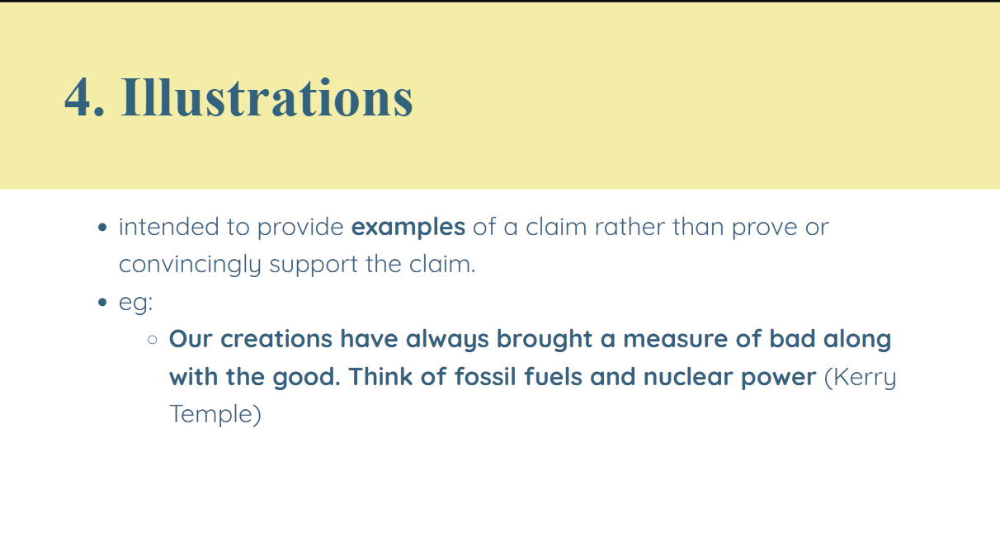 4. Illustrations
• intended to provide examples of a claim rather than prove or
convincingly support the claim.
• eg:
○ Our creations have always brought a measure of bad along
with the good. Think of fossil fuels and nuclear power (Kerry
Temple)